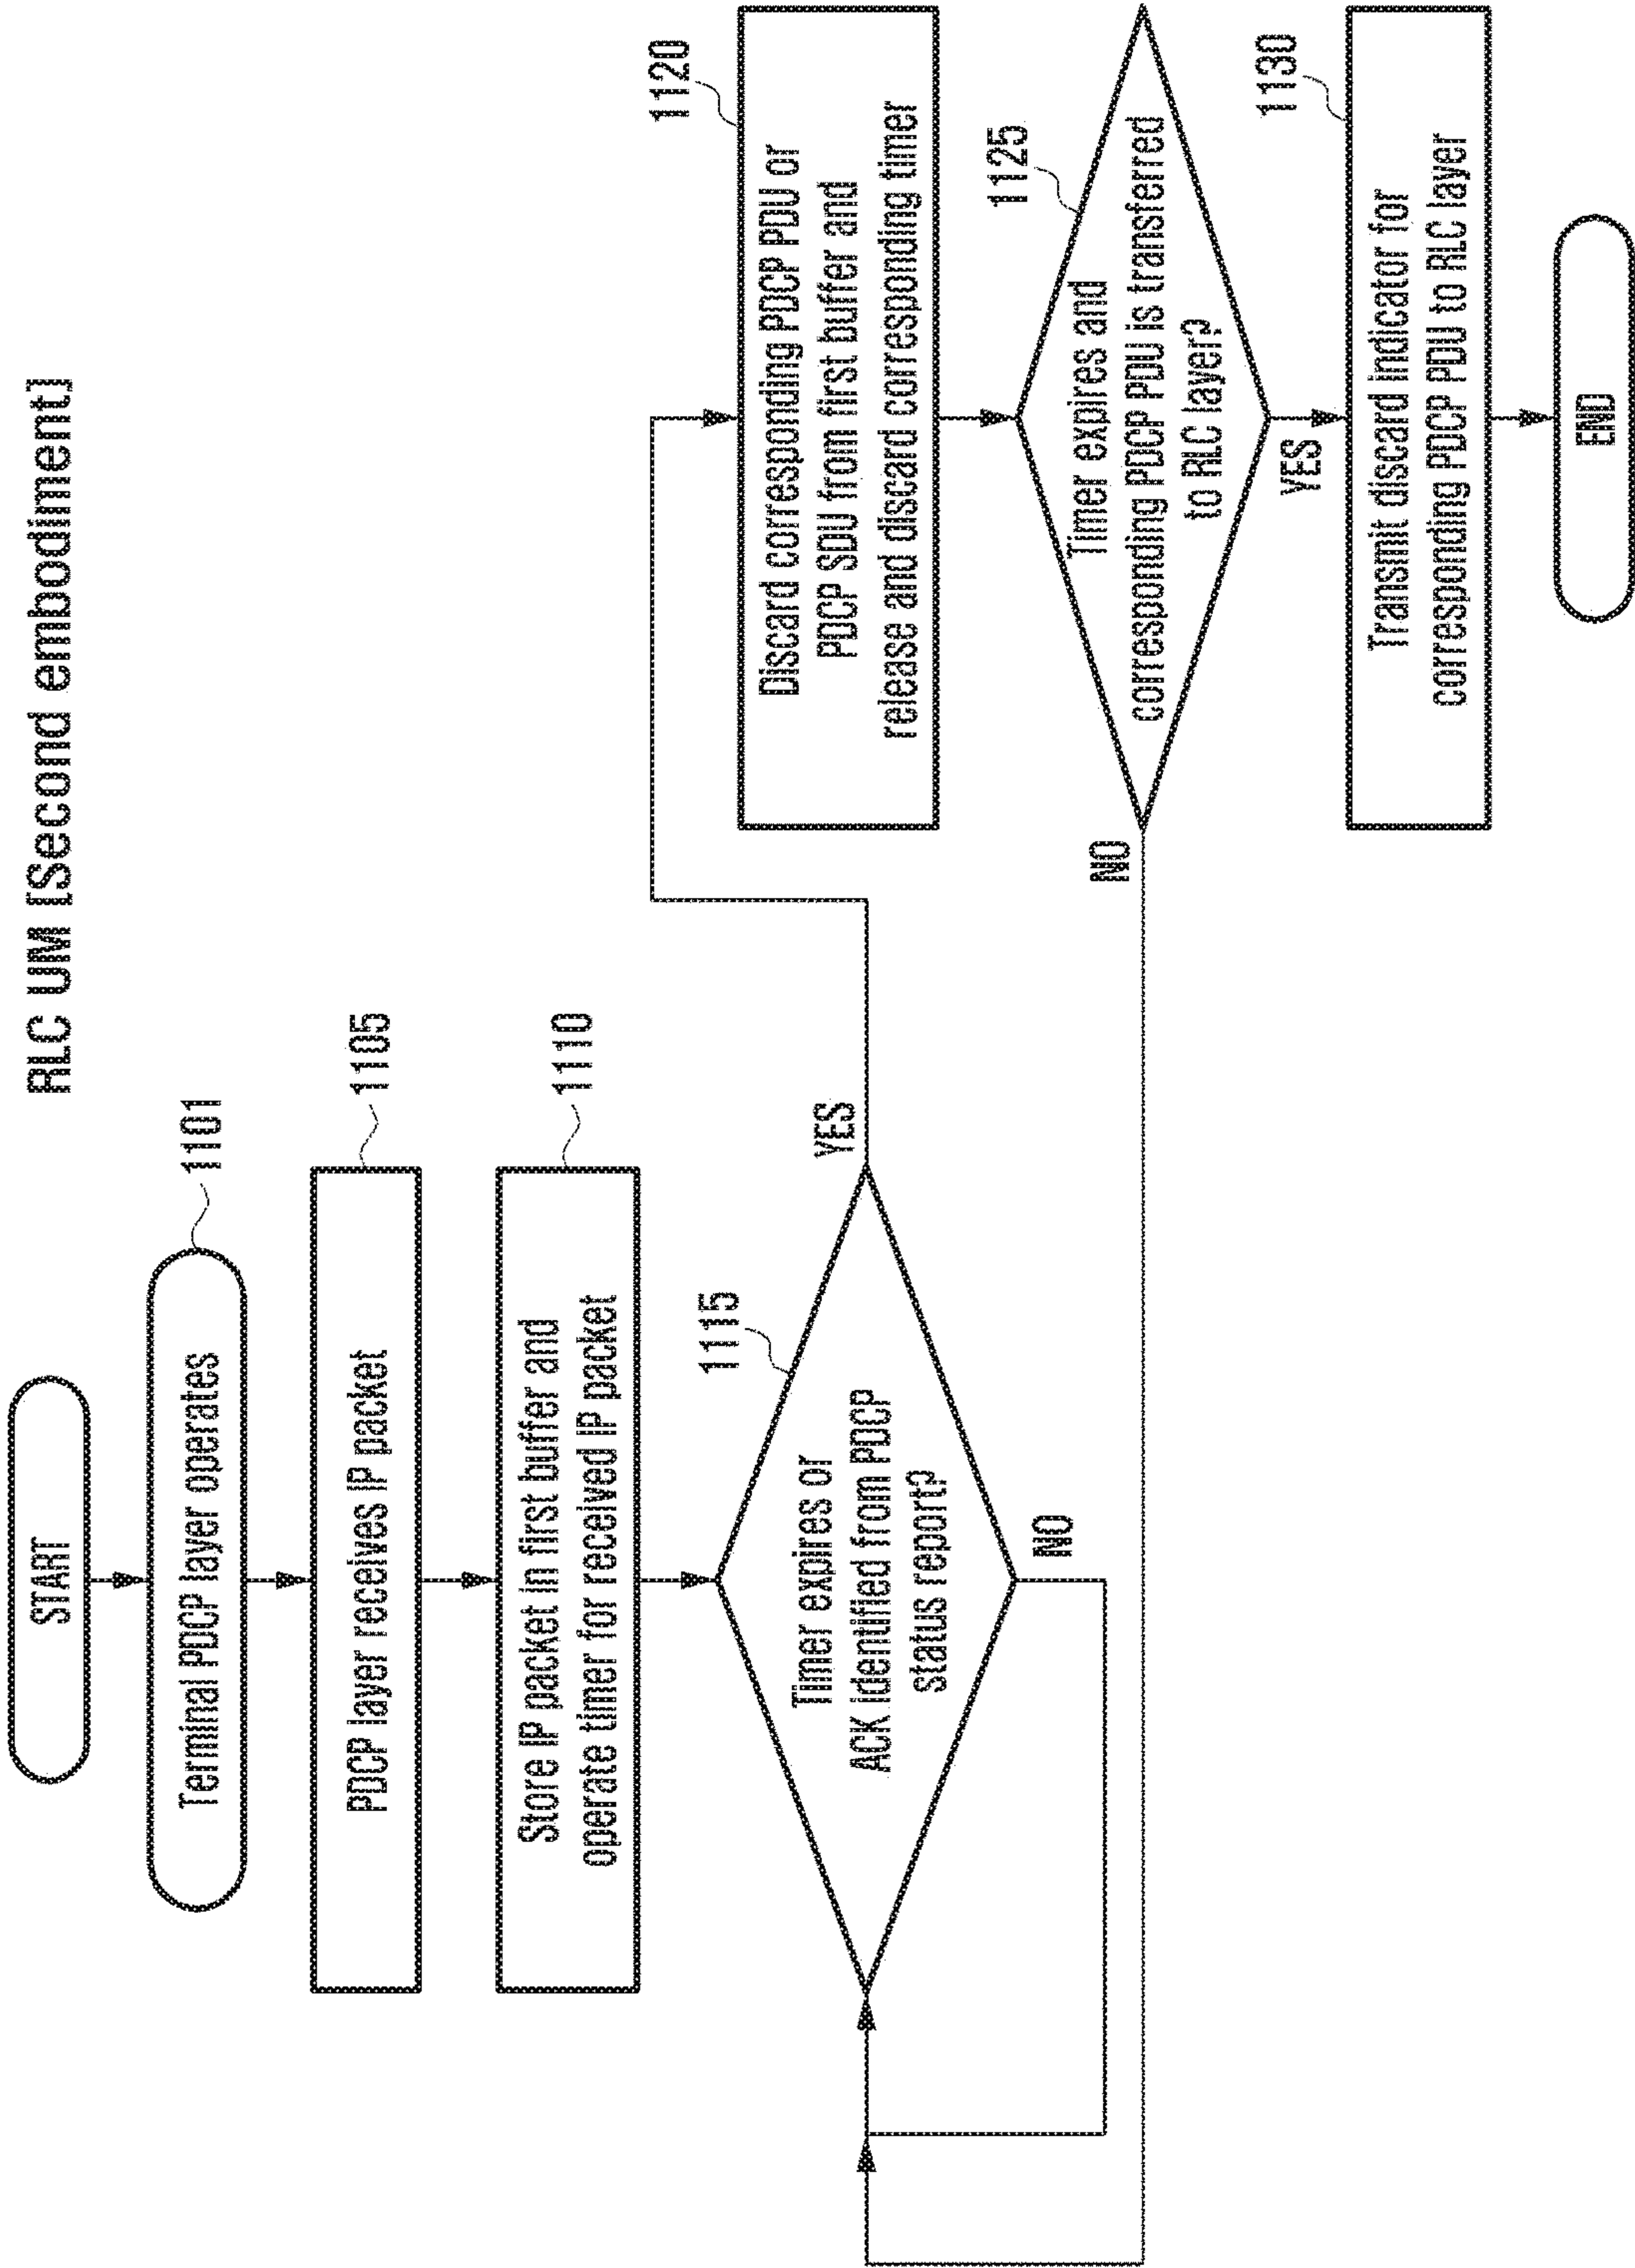 RLC UM [Second embodiment]
START
Terminal PDCP layer operates
1101
PDCP layer receives IP packet
1105
Store IP packet in first buffer and
operate timer for received IP packet
1110
Timer expires or
ACK identified from PDCP
status report?
1115
YES
NO
Discard corresponding PDCP PDU or
PDCP SDU from first buffer and
release and discard corresponding timer
1120
Timer expires and
corresponding PDCP PDU is transferred
to RLC layer?
1125
NO
YES
Transmit discard indicator for
corresponding PDCP PDU to RLC layer
1130
END